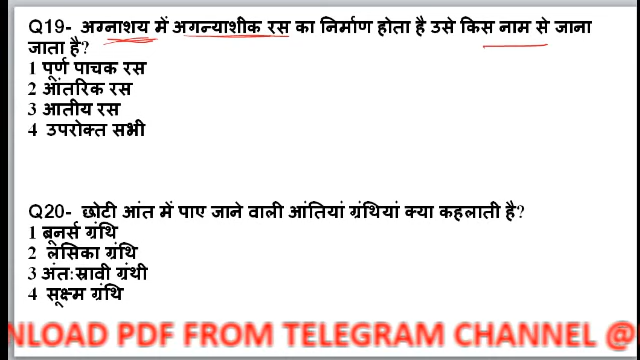 Q19- अग्नाशय में अगन्याशीक रस का निर्माण होता है उसे किस नाम से जाना
जाता है?
1 पूर्ण पाचक रस
2 आंतरिक रस
3 आतीय रस
4 उपरोक्त सभी
Q20- छोटी आंत में पाए जाने वाली आंतियां ग्रंथियां क्या कहलाती है?
1 ब्रूनर्स ग्रंथि
2 लसिका ग्रंथि
3 अंतःस्रावी ग्रंथी
4 सूक्ष्म ग्रंथि
NLOAD PDF FROM TELEGRAM CHANNEL @